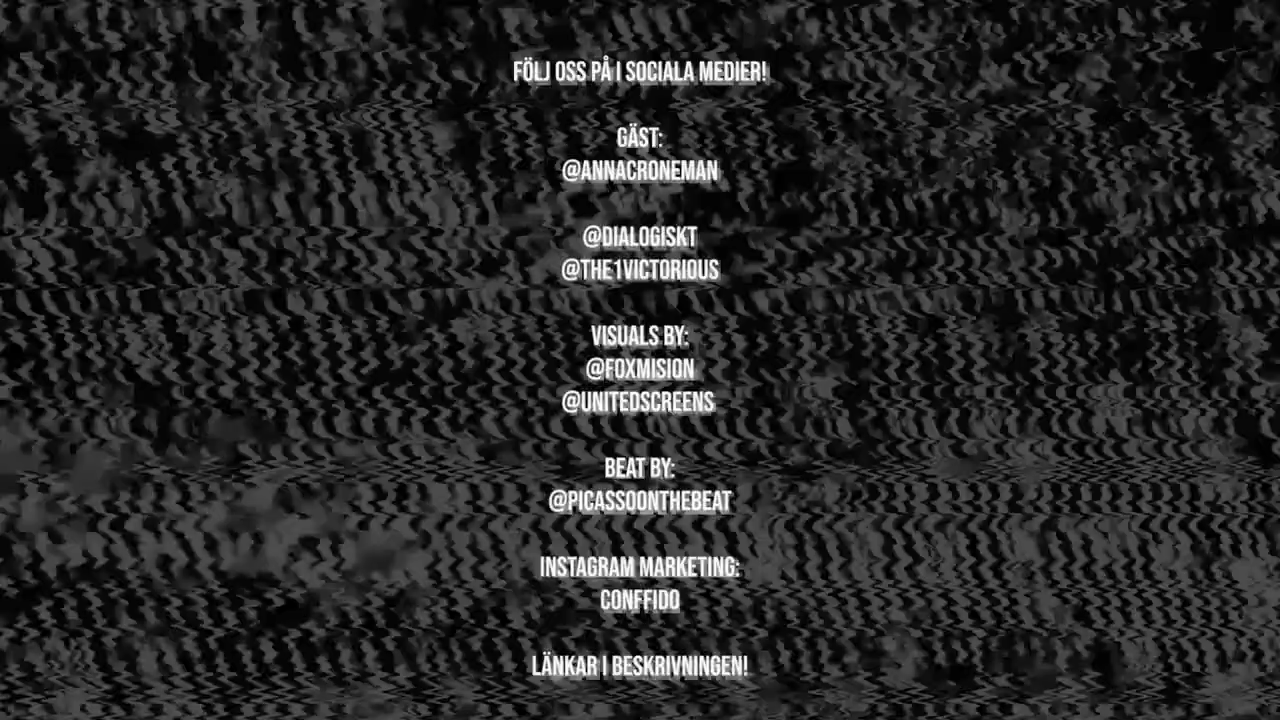 FÖLJ OSS PÅ I SOCIALA MEDIER!
GÄST:
@ANNACRONEMAN
@DIALOGISKT
@THE1VICTORIOUS
VISUALS BY:
@FOXMISION
@UNITEDSCREENS
BEAT BY:
@PICASSOONTHEBEAT
INSTAGRAM MARKETING:
CONFFIDO
LÄNKAR I BESKRIVNINGEN!